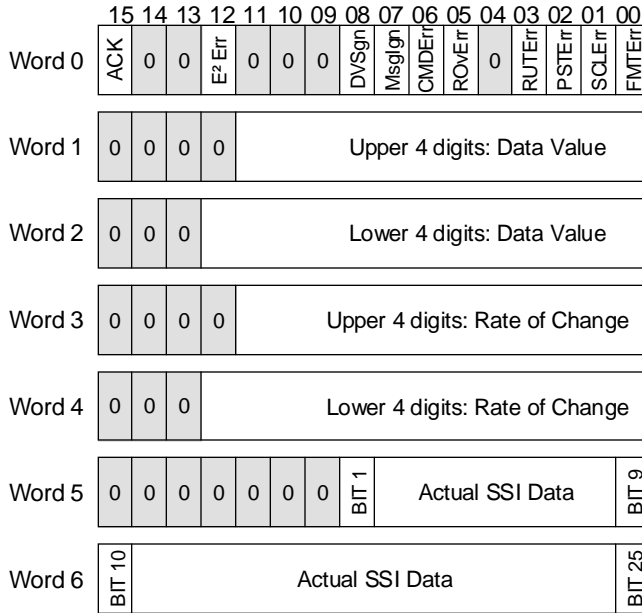 15 14 13 12 11 10 09 08 07 06 05 04 03 02 01 00
Word 0 ACK 0 0 E² Err 0 0 0 DVSgn MsgIgn CMDErr ROvErr 0 RUTErr PSTErr SCLErr FMTErr
Word 1 0 0 0 0 Upper 4 digits: Data Value
Word 2 0 0 0 Lower 4 digits: Data Value
Word 3 0 0 0 0 Upper 4 digits: Rate of Change
Word 4 0 0 0 Lower 4 digits: Rate of Change
Word 5 0 0 0 0 0 0 0 BIT 1 Actual SSI Data BIT 9
Word 6 BIT 10 Actual SSI Data BIT 25